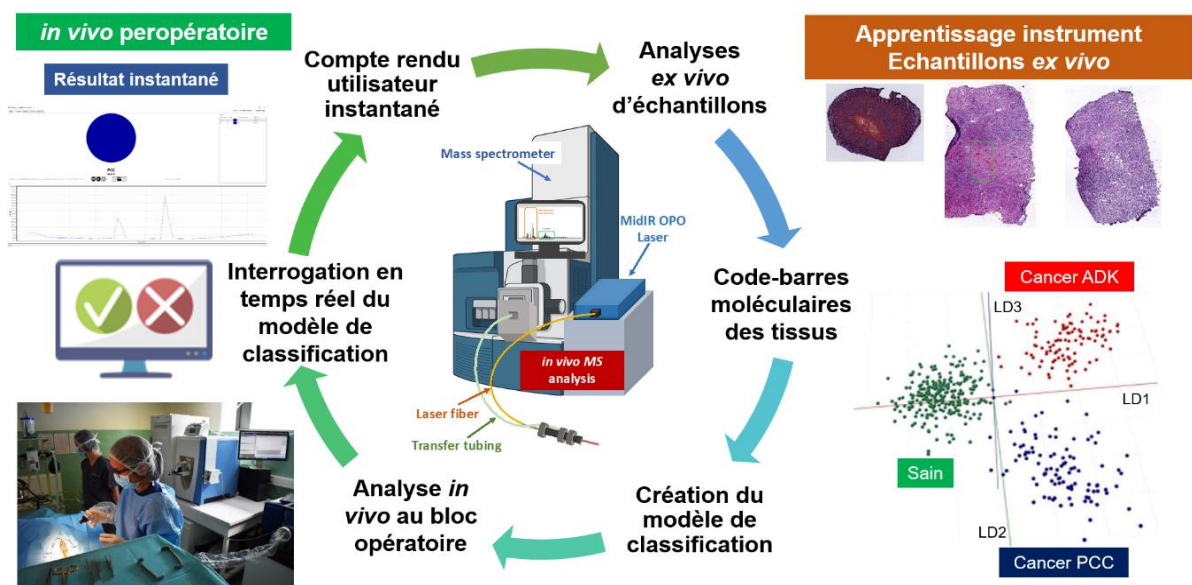 in vivo peropératoire
Résultat instantané
PCC
Compte rendu
utilisateur
instantané
Analyses
ex vivo
d'échantillons
Apprentissage instrument
Echantillons ex vivo
Mass spectrometer
MidIR OPO
Laser
in vivo MS
analysis
Laser fiber
Transfer tubing
Interrogation en
temps réel du
modèle de
classification
Code-barres
moléculaires
des tissus
Cancer ADK
LD3
LD1
Sain
LD2
Cancer PCC
Analyse in
vivo au bloc
opératoire
Création du
modèle de
classification